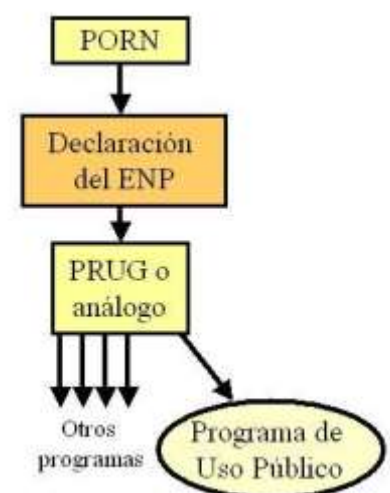 PORN
Declaración
del ENP
PRUG o
análogo
Otros
programas
Programa de
Uso Público